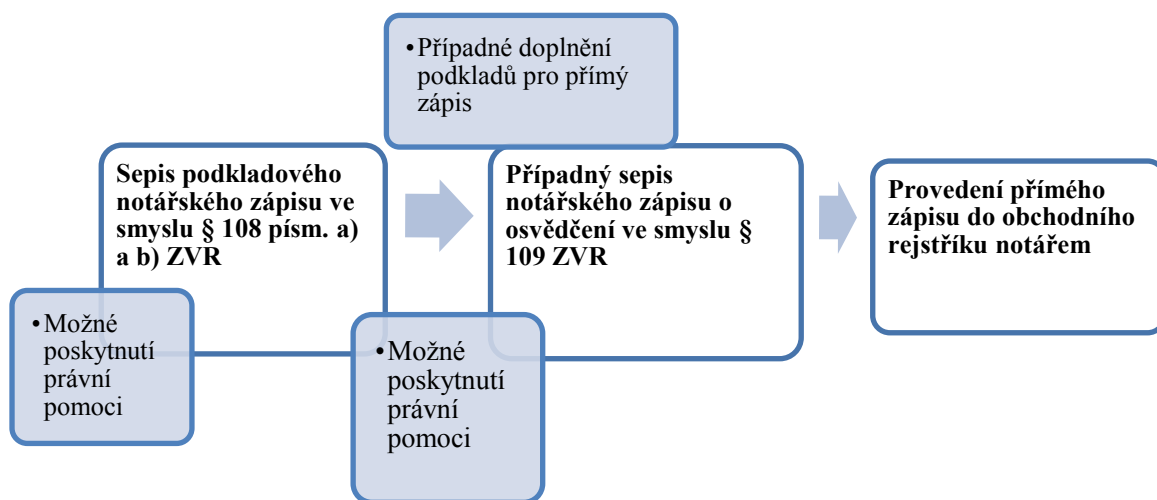 •Případné doplnění
podkladů pro přímý
zápis
Sepis podkladového
notářského zápisu ve
smyslu § 108 písm. a)
a b) ZVR
•Možné
poskytnutí
právní
pomoci
Případný sepis
notářského zápisu o
osvědčení ve smyslu §
109 ZVR
•Možné
poskytnutí
právní
pomoci
Provedení přímého
zápisu do obchodního
rejstříku notářem